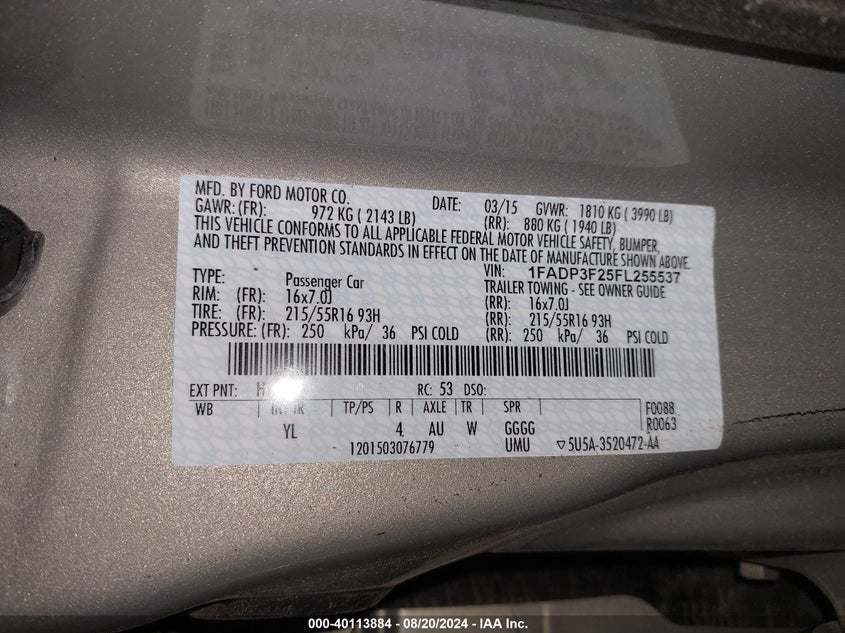 MFD. BY FORD MOTOR CO. DATE: 03/15 GVWR: 1810 KG ( 3990 LB)
GAWR: (FR): 972 KG ( 2143 LB) (RR): 880 KG ( 1940 LB)
THIS VEHICLE CONFORMS TO ALL APPLICABLE FEDERAL MOTOR VEHICLE SAFETY, BUMPER,
AND THEFT PREVENTION STANDARDS IN EFFECT ON THE DATE OF MANUFACTURE SHOWN ABOVE.
VIN: 1FADP3F25FL255537
TYPE: Passenger Car TRAILER TOWING - SEE OWNER GUIDE
RIM: (FR): 16x7.0J (RR): 16x7.0J
TIRE: (FR): 215/55R16 93H (RR): 215/55R16 93H
PRESSURE: (FR): 250 kPa/ 36 PSI COLD (RR): 250 kPa/ 36 PSI COLD
EXT PNT: RC: 53 DSO:
WB INT TR TP/PS R AXLE TR SPR F0088
YL 4 AU W GGGG R0063
1201503076779 UMU ▽5U5A-3520472-AA
000-40113884 / 08/20/2024 - IAA Inc.